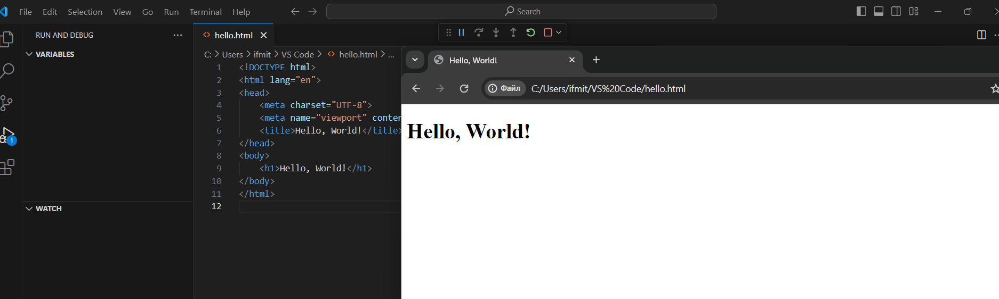 File Edit Selection View Go Run Terminal Help Search
RUN AND DEBUG
VARIABLES
1
WATCH
hello.html
C: Users ifmit VS Code hello.html ...
1 <!DOCTYPE html>
2 <html lang="en">
3 <head>
4 <meta charset="UTF-8">
5 <meta name="viewport" conter
6 <title>Hello, World!</title>
7 </head>
8 <body>
9 <h1>Hello, World!</h1>
10 </body>
11 </html>
12
Hello, World!
Файл C:/Users/ifmit/VS%20Code/hello.html
Hello, World!